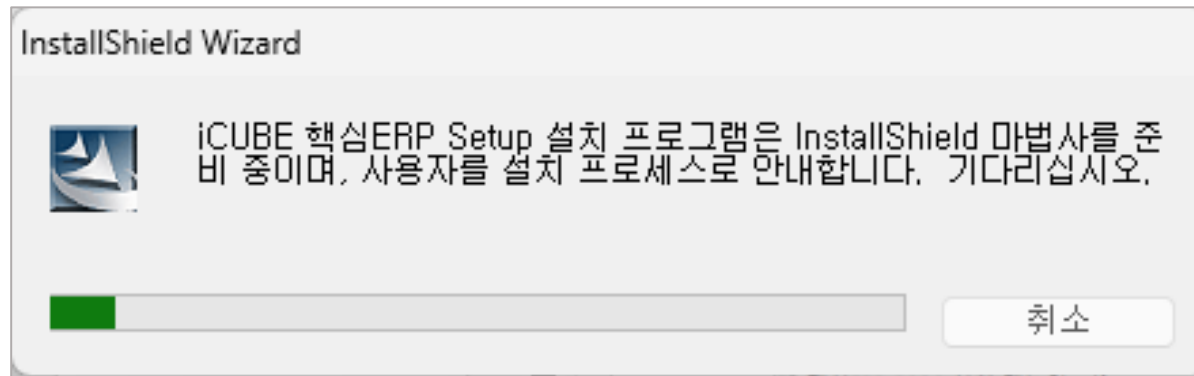 InstallShield Wizard
iCUBE 핵심ERP Setup 설치 프로그램은 InstallShield 마법사를 준
비 중이며, 사용자를 설치 프로세스로 안내합니다. 기다리십시오.
취소